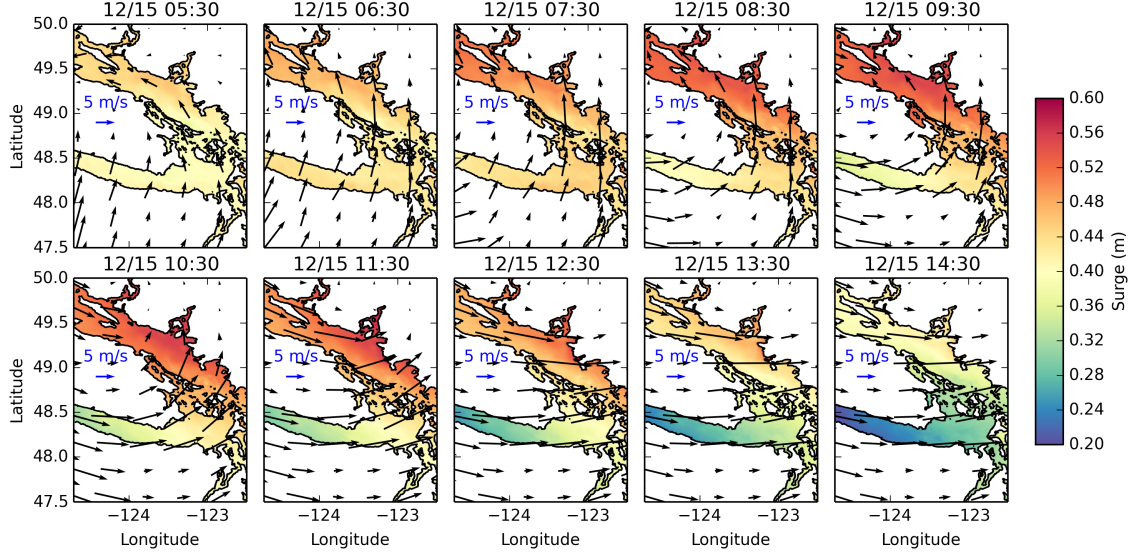 12/15 05:30 12/15 06:30 12/15 07:30 12/15 08:30 12/15 09:30
50.0
49.5
49.0
48.5
48.0
47.5
Latitude
5 m/s 5 m/s 5 m/s 5 m/s 5 m/s
12/15 10:30 12/15 11:30 12/15 12:30 12/15 13:30 12/15 14:30
50.0
49.5
49.0
48.5
48.0
47.5
Latitude
5 m/s 5 m/s 5 m/s 5 m/s 5 m/s
−124 −123 −124 −123 −124 −123 −124 −123 −124 −123
Longitude Longitude Longitude Longitude Longitude
0.60
0.56
0.52
0.48
0.44
0.40
0.36
0.32
0.28
0.24
0.20
Surge (m)